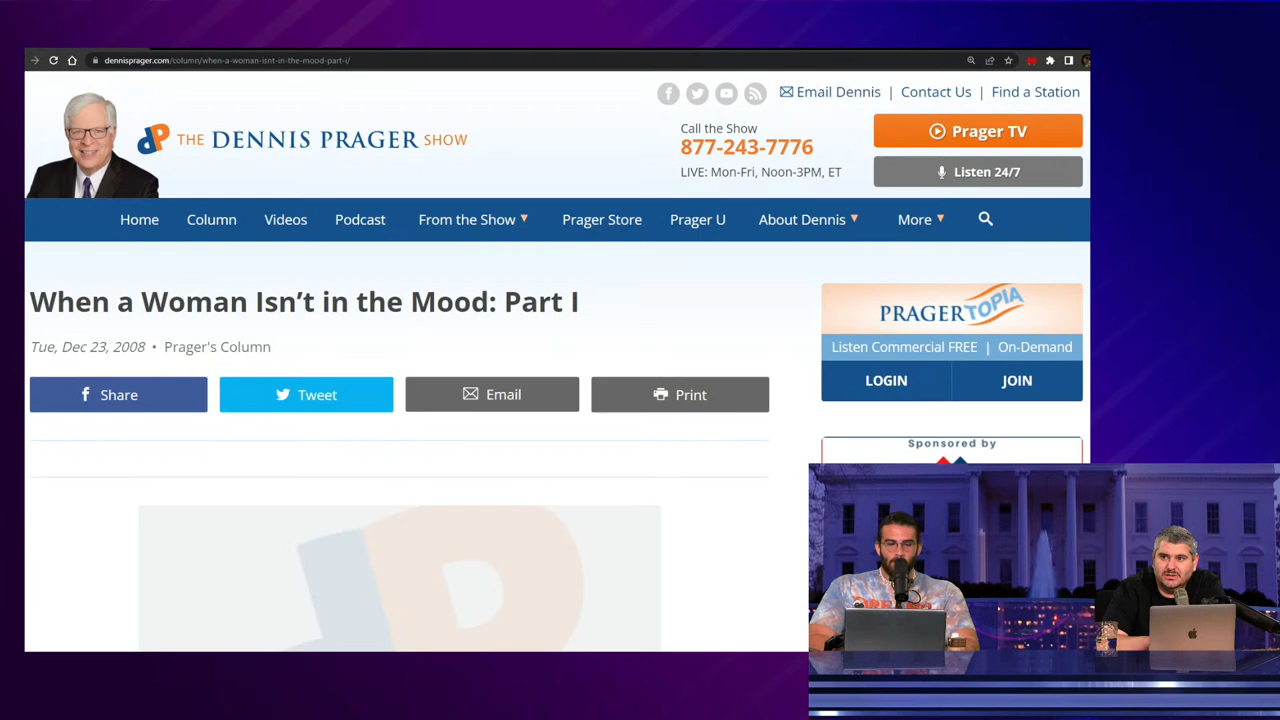 dennisprager.com/column/when-a-woman-isnt-in-the-mood-part-i/
Email Dennis | Contact Us | Find a Station
THE DENNIS PRAGER SHOW
Call the Show
877-243-7776
LIVE: Mon-Fri, Noon-3PM, ET
Prager TV
Listen 24/7
Home Column Videos Podcast From the Show Prager Store Prager U About Dennis More
When a Woman Isn’t in the Mood: Part I
Tue, Dec 23, 2008 • Prager's Column
Share Tweet Email Print
PRAGERTOPIA
Listen Commercial FREE | On-Demand
LOGIN JOIN
Sponsored by